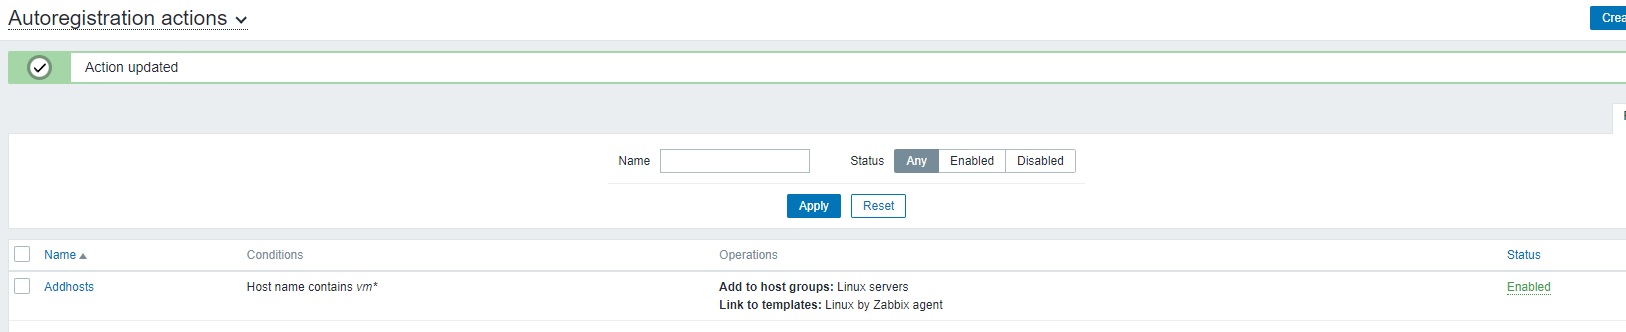 Autoregistration actions
Action updated
Name
Status Any Enabled Disabled
Apply Reset
Name Conditions Operations Status
Addhosts Host name contains vm* Add to host groups: Linux servers Enabled
Link to templates: Linux by Zabbix agent